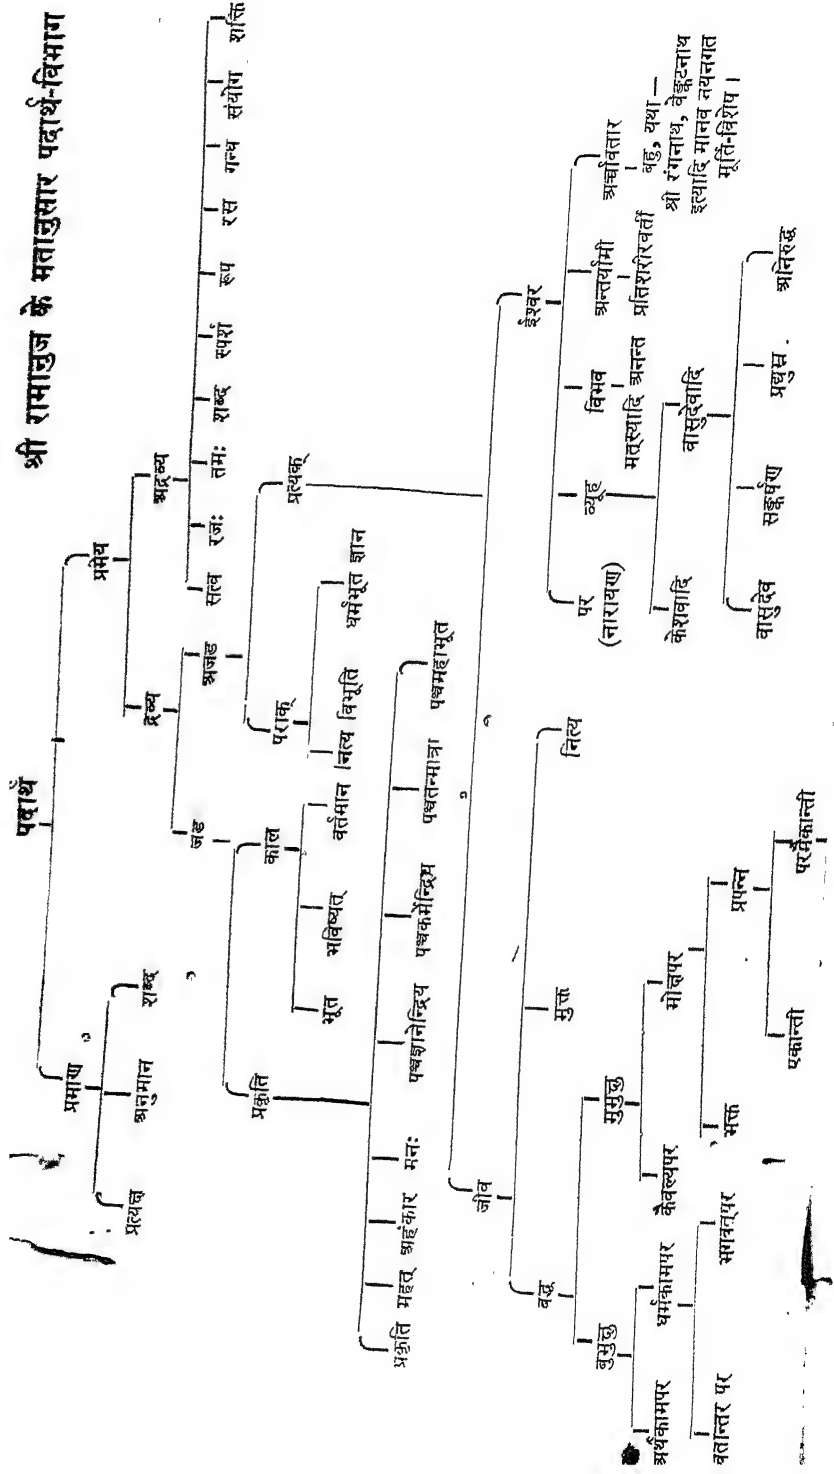 श्री रामानुज के मतानुसार पदार्थ-विभाग
पदार्थ
प्रमाण प्रमेय
प्रत्यक्ष अनुमान शब्द द्रव्य अद्रव्य
जड अजड सत्व रजः तमः शब्द स्पर्श रूप रस गन्ध संयोग शक्ति
प्रकृति काल पराक् प्रत्यक्
भूत भविष्यत् वर्तमान नित्य विभूति धर्मभूत ज्ञान
प्रकृति महत् अहंकार मनः पञ्चज्ञानेन्द्रिय पञ्चकर्मेन्द्रिय पञ्चतन्मात्रा पञ्चमहाभूत
जीव ईश्वर
बद्ध मुक्त नित्य पर व्यूह विभव अन्तर्यामी अर्चावतार
(नारायण) मत्स्यादि अनन्त प्रतिशरीरवर्ती बहु, यथा —
श्री रंगनाथ, वेङ्कटनाथ
इत्यादि मानव नयनगत
मूर्ति-विशेष ।
बुभुक्षु मुमुक्षु केशवादि वासुदेवादि
अर्थकामपर धर्मकामपर कैवल्यपर मोक्षपर वासुदेव सङ्कर्षण प्रद्युम्न अनिरुद्ध
भगवत्पर भक्त प्रपन्न
एकान्ती परमैकान्ती